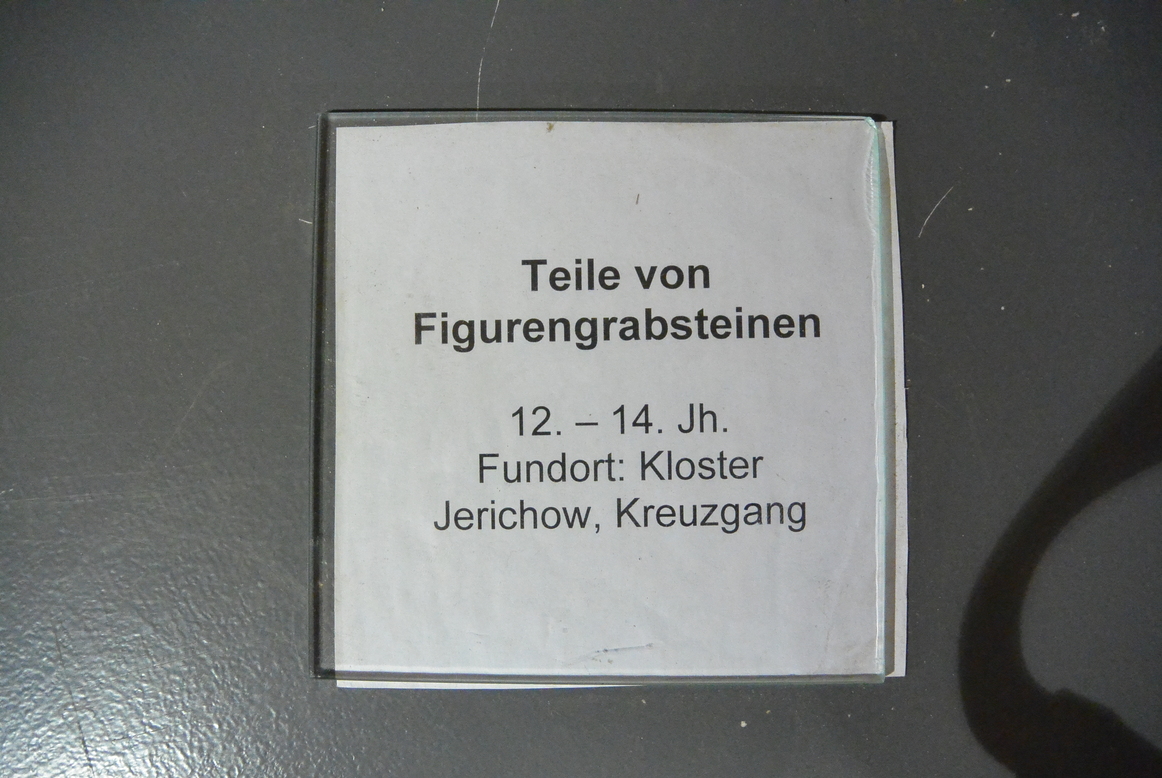 Teile von
Figurengrabsteinen
12. – 14. Jh.
Fundort: Kloster
Jerichow, Kreuzgang